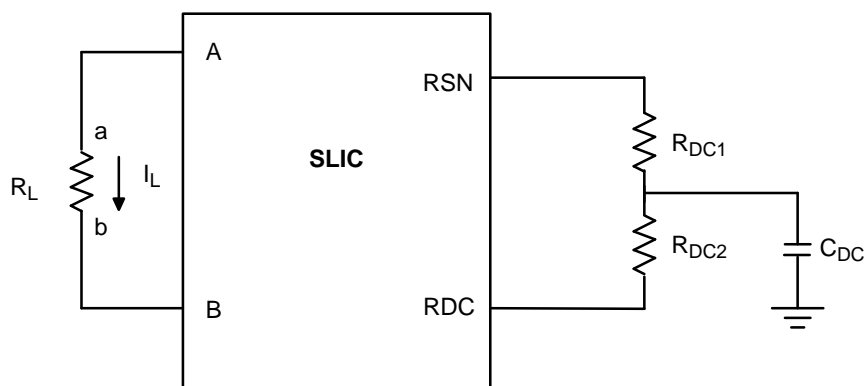 A
RSN
a
SLIC
R_DC1
R_L
I_L
b
R_DC2
C_DC
B
RDC